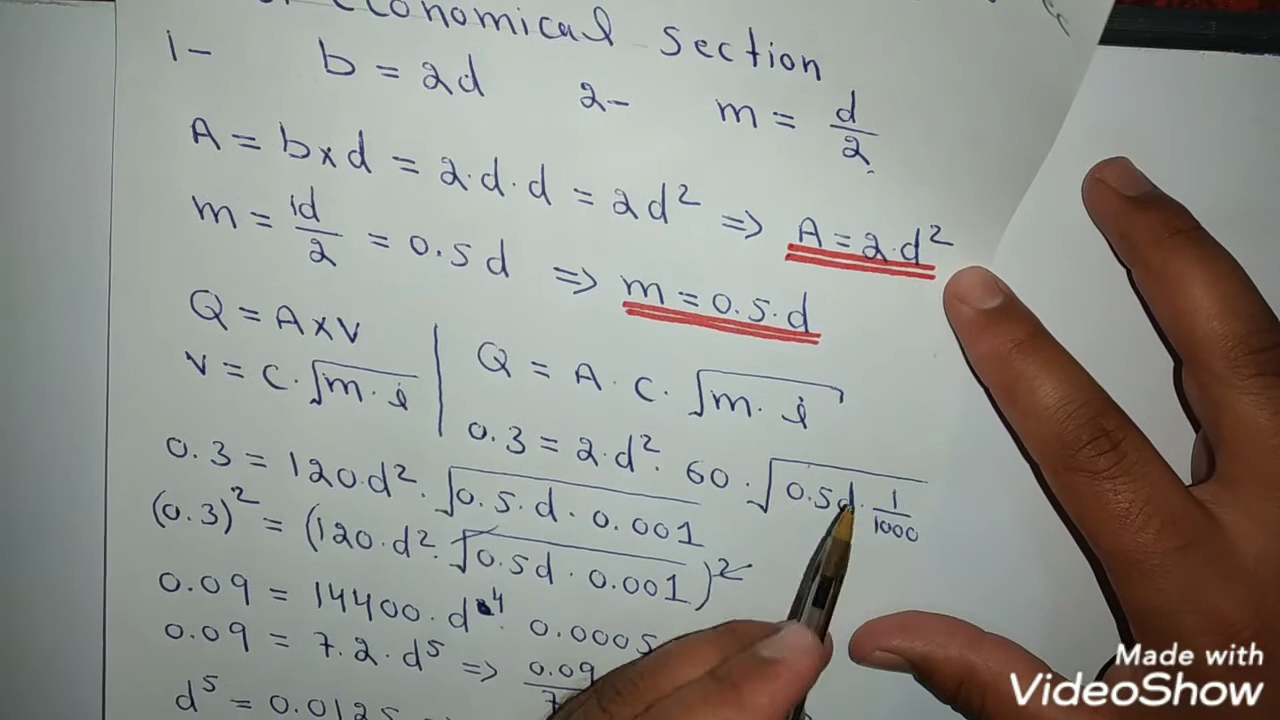 economical section
1- b = 2d 2- m = d/2
A = b×d = 2·d·d = 2d² ⇒ A = 2·d²
m = 1d/2 = 0.5d ⇒ m = 0.5·d
Q = A×V
V = C·√m·i
Q = A·C·√m·i
0.3 = 2·d²·60·√0.5d·1/1000
0.3 = 120·d²·√0.5·d·0.001
(0.3)² = (120·d²·√0.5d·0.001)²
0.09 = 14400·d⁴·0.0005
0.09 = 7.2·d⁵ ⇒ 0.09/7
d⁵ = 0.0125
Made with
VideoShow